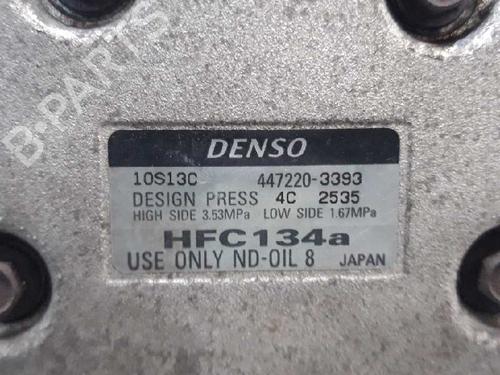 B-PARTS
DENSO
10S13C 447220-3393
DESIGN PRESS 4C 2535
HIGH SIDE 3.53MPa LOW SIDE 1.67MPa
HFC134a
USE ONLY ND-OIL 8 JAPAN